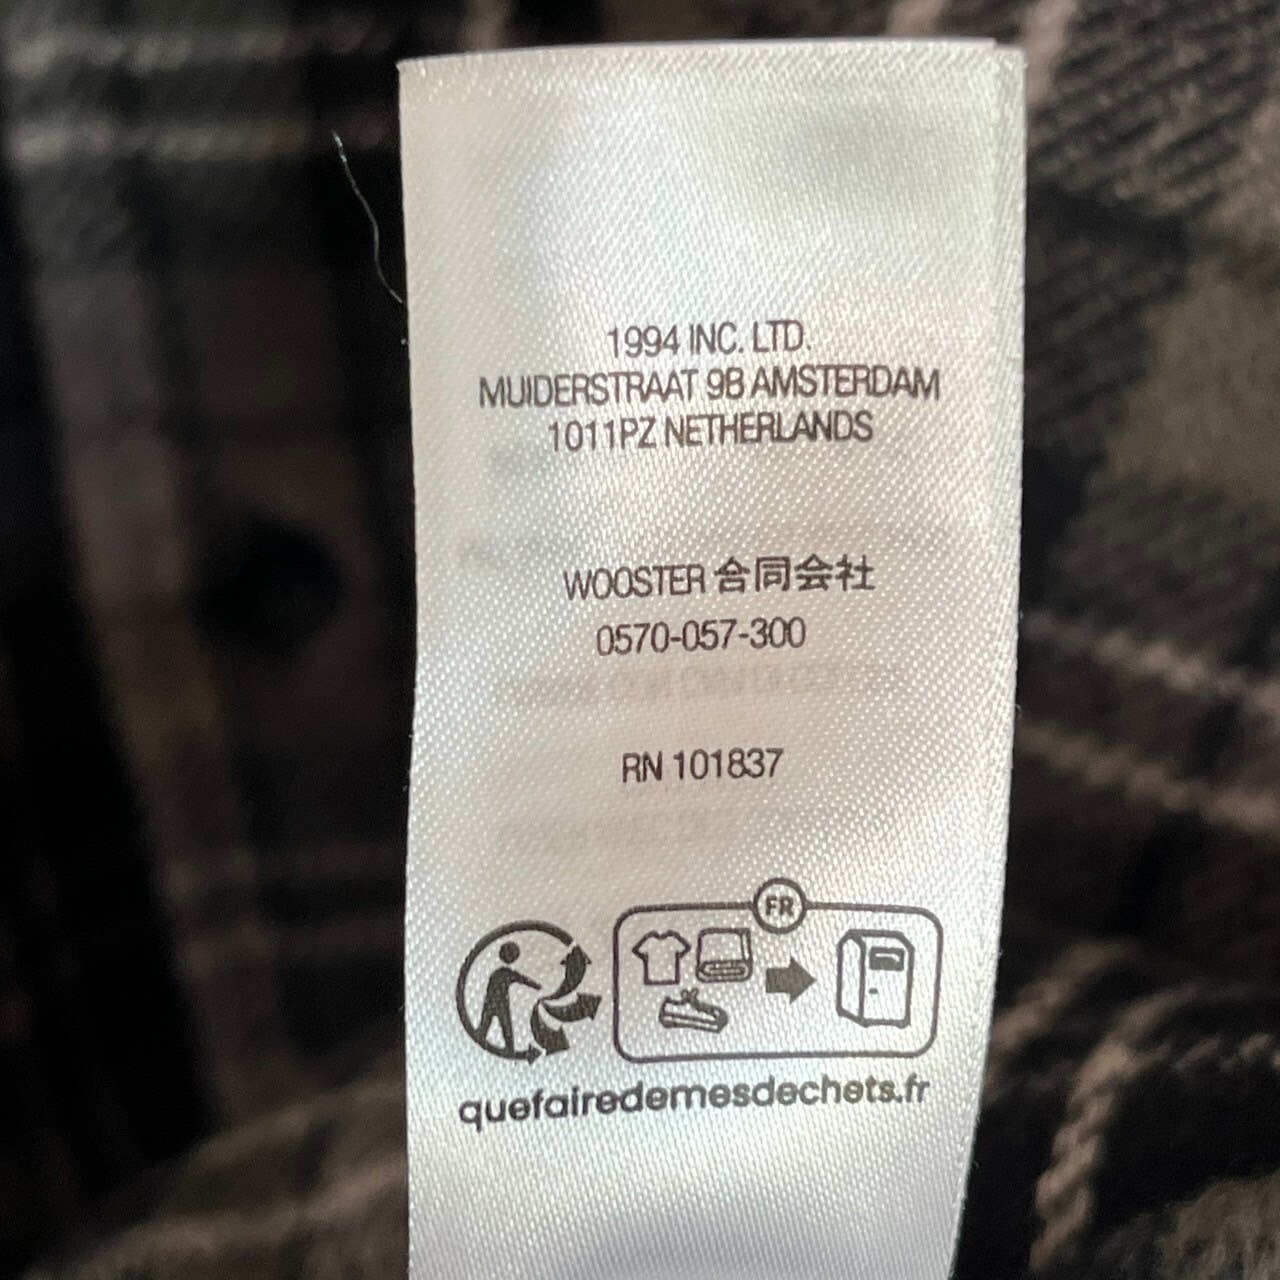 1994 INC. LTD.
MUIDERSTRAAT 9B AMSTERDAM
1011PZ NETHERLANDS
WOOSTER 合同会社
0570-057-300
RN 101837
FR
quefairedemesdechets.fr